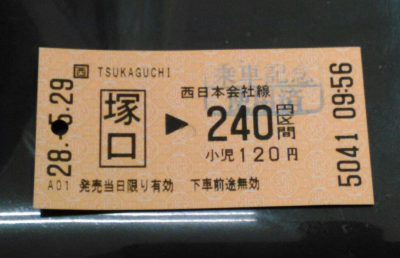 西 TSUKAGUCHI
乗車記念
西日本会社線
塚口 ▶ 240円区間
小児120円
28.-5.29
5041 09:56
A01 発売当日限り有効 下車前途無効